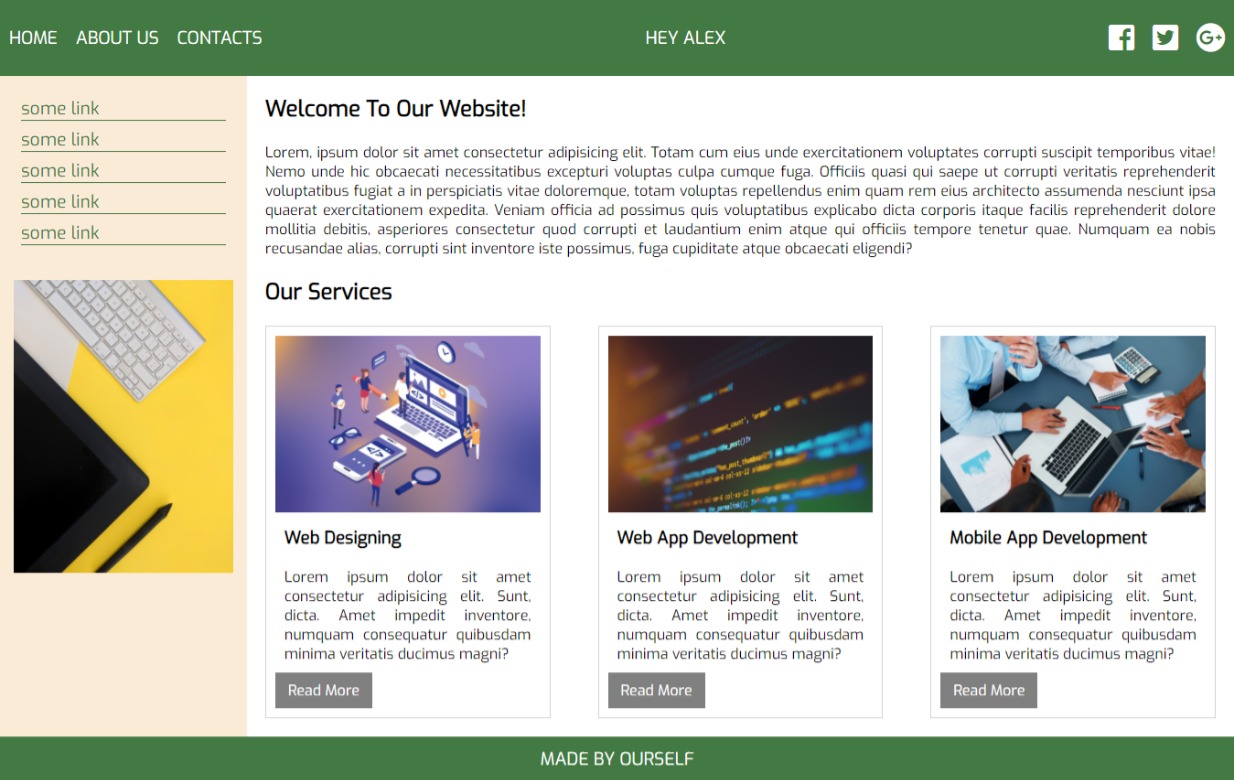 HOME ABOUT US CONTACTS HEY ALEX
some link
some link
some link
some link
some link
Welcome To Our Website!
Lorem, ipsum dolor sit amet consectetur adipisicing elit. Totam cum eius unde exercitationem voluptates corrupti suscipit temporibus vitae!
Nemo unde hic obcaecati necessitatibus excepturi voluptas culpa cumque fuga. Officiis quasi qui saepe ut corrupti veritatis reprehenderit
voluptatibus fugiat a in perspiciatis vitae doloremque, totam voluptas repellendus enim quam rem eius architecto assumenda nesciunt ipsa
quaerat exercitationem expedita. Veniam officia ad possimus quis voluptatibus explicabo dicta corporis itaque facilis reprehenderit dolore
mollitia debitis, asperiores consectetur quod corrupti et laudantium enim atque qui officiis tempore tenetur quae. Numquam ea nobis
recusandae alias, corrupti sint inventore iste possimus, fuga cupiditate atque obcaecati eligendi?
Our Services
Web Designing
Lorem ipsum dolor sit amet
consectetur adipisicing elit. Sunt,
dicta. Amet impedit inventore,
numquam consequatur quibusdam
minima veritatis ducimus magni?
Read More
Web App Development
Lorem ipsum dolor sit amet
consectetur adipisicing elit. Sunt,
dicta. Amet impedit inventore,
numquam consequatur quibusdam
minima veritatis ducimus magni?
Read More
Mobile App Development
Lorem ipsum dolor sit amet
consectetur adipisicing elit. Sunt,
dicta. Amet impedit inventore,
numquam consequatur quibusdam
minima veritatis ducimus magni?
Read More
MADE BY OURSELF